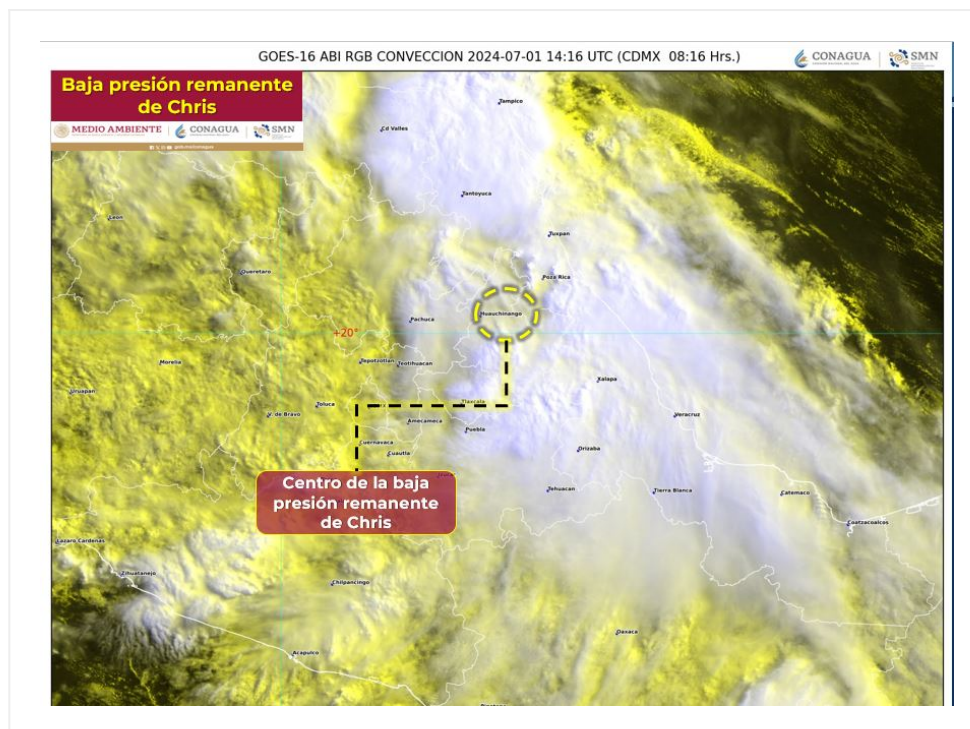 GOES-16 ABI RGB CONVECCION 2024-07-01 14:16 UTC (CDMX 08:16 Hrs.)
CONAGUA
SMN
Baja presión remanente
de Chris
MEDIO AMBIENTE
CONAGUA
SMN
Tampico
Cd Valles
Tantoyuca
Leon
Tuxpan
Queretaro
Poza Rica
Huauchinango
Pachuca
+20°
Morelia
Tepotzotlan
Teotihuacan
Xalapa
Uruapan
Toluca
Tlaxcala
V. de Bravo
Veracruz
Amecameca
Puebla
Cuernavaca
Orizaba
Cuautla
Centro de la baja
presión remanente
de Chris
Tehuacan
Tierra Blanca
Catemaco
Coatzacoalcos
Lazaro Cardenas
Zihuatanejo
Chilpancingo
Oaxaca
Acapulco